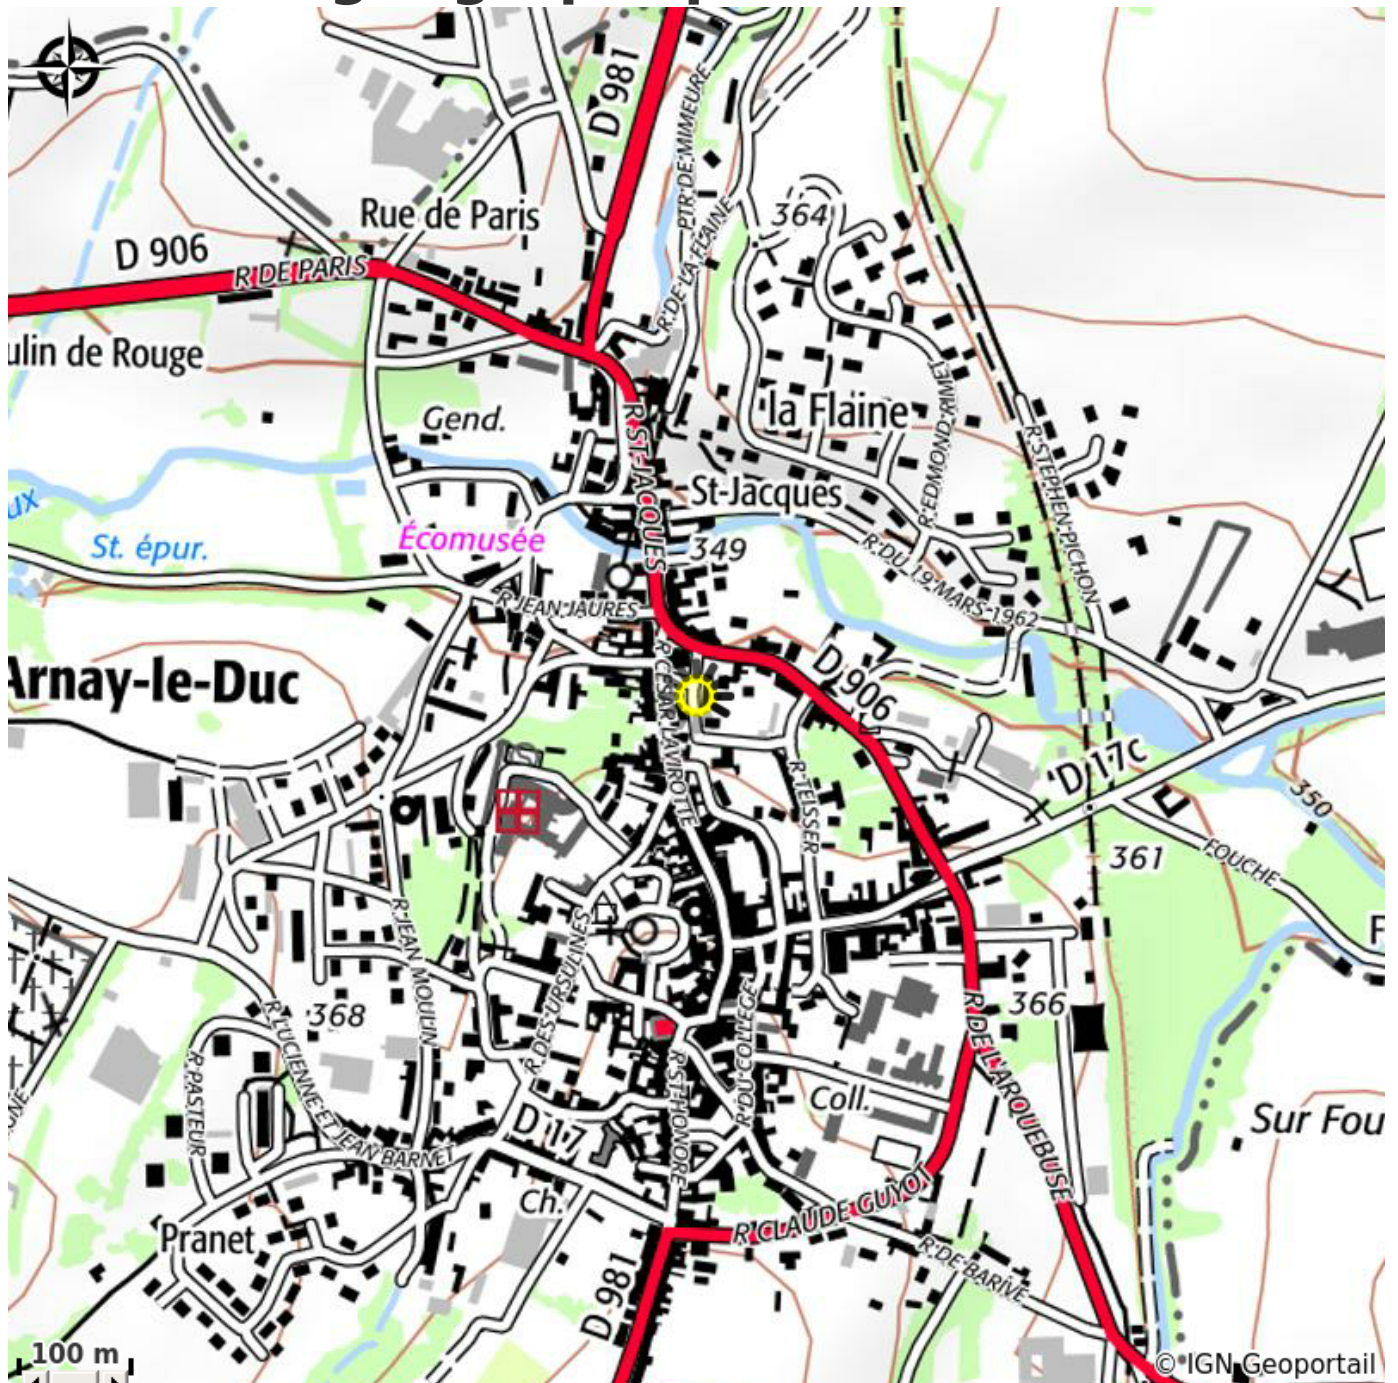 D 981
PTR DE MIMEURE
Rue de Paris
364
D 906
R DE PARIS
R DE LA FLAINE
ulin de Rouge
Gend.
la Flaine
R EDMOND RIMET
R ST-JACQUES
R STEPHEN PICHON
St-Jacques
ux
St. épur.
Écomusée
349
R DU 19 MARS 1962
R JEAN JAURES
Arnay-le-Duc
R CESAR LAVIROTTE
D 906
D 17C
350
R TEISSER
361
FOUCHE
F
R JEAN MOULIN
R DES URSULINES
368
366
R DU COLLEGE
R DE L'ARQUEBUSE
R PASTEUR
R LUCIENNE ET JEAN BARNET
R ST-HONORE
Coll.
D 17
Sur Fou
GNE
Ch.
R CLAUDE GUYOT
Pranet
R DE BARIVE
D 981
100 m
© IGN Geoportail